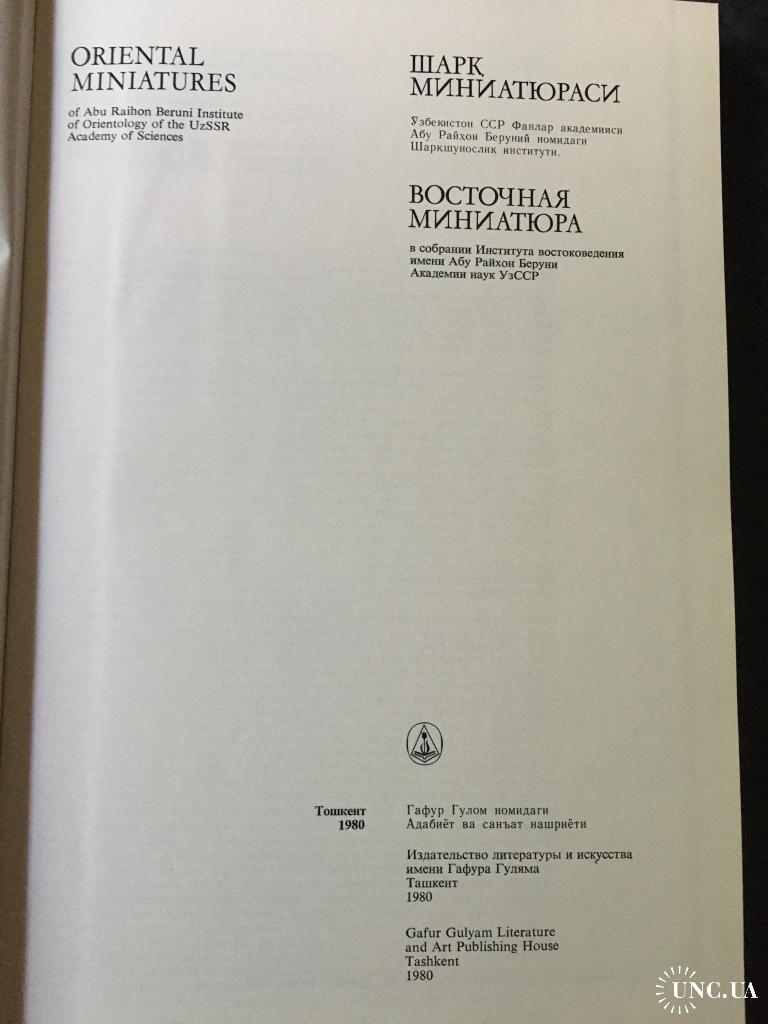 ORIENTAL
MINIATURES
of Abu Raihon Beruni Institute
of Orientology of the UzSSR
Academy of Sciences
ШАРҚ
МИНИАТЮРАСИ
Ўзбекистон ССР Фанлар академияси
Абу Райҳон Беруний номидаги
Шарқшунослик институти.
ВОСТОЧНАЯ
МИНИАТЮРА
в собрании Института востоковедения
имени Абу Райхон Беруни
Академии наук УзССР
Тошкент
1980
Гафур Гулом номидаги
Адабиёт ва санъат нашриёти
Издательство литературы и искусства
имени Гафура Гуляма
Ташкент
1980
Gafur Gulyam Literature
and Art Publishing House
Tashkent
1980
UNC.UA